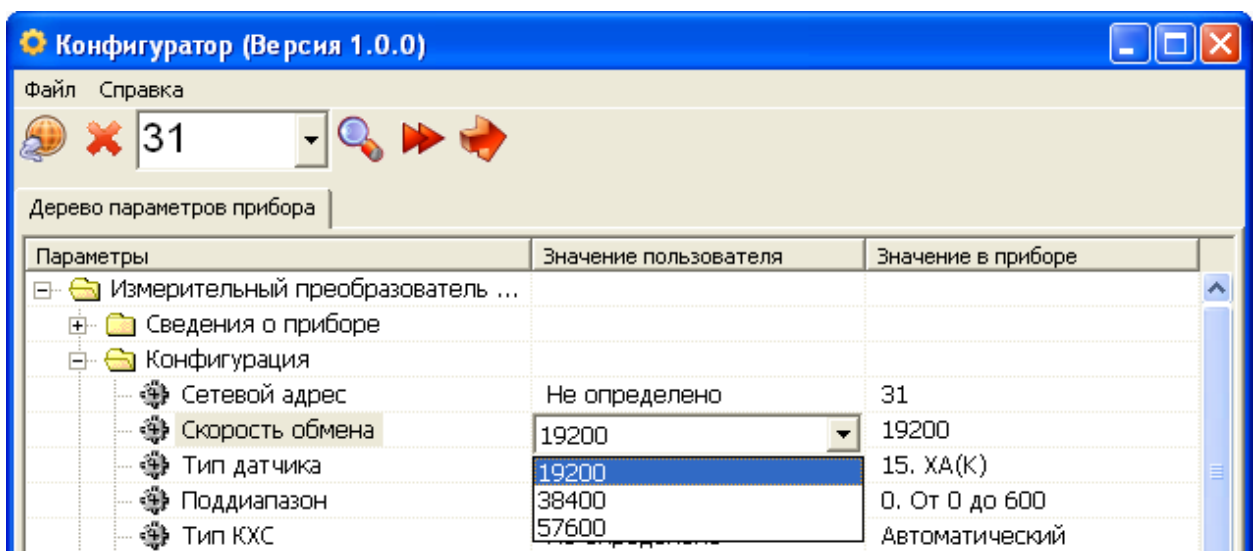 Конфигуратор (Версия 1.0.0)
Файл Справка
31
Дерево параметров прибора
Параметры Значение пользователя Значение в приборе
Измерительный преобразователь ...
Сведения о приборе
Конфигурация
Сетевой адрес Не определено 31
Скорость обмена 19200 19200
Тип датчика 19200 15. ХА(К)
Поддиапазон 38400 0. От 0 до 600
Тип КХС 57600 Автоматический